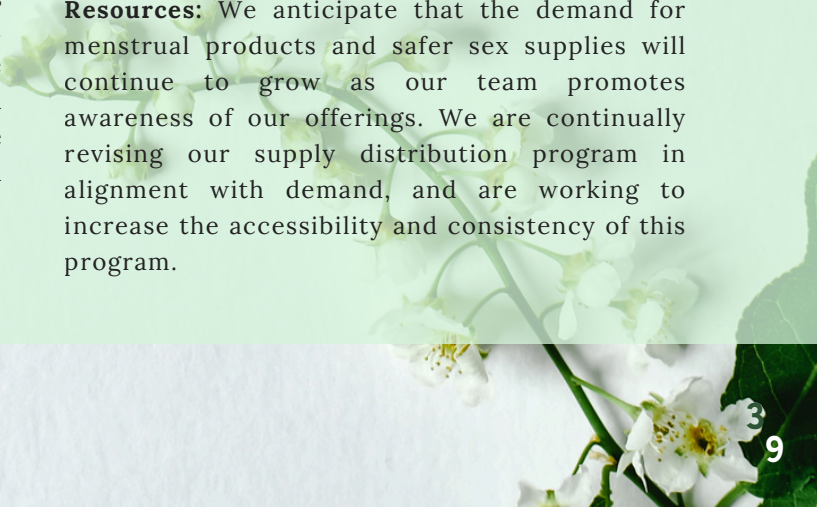 Resources: We anticipate that the demand for
menstrual products and safer sex supplies will
continue to grow as our team promotes
awareness of our offerings. We are continually
revising our supply distribution program in
alignment with demand, and are working to
increase the accessibility and consistency of this
program.
3
9